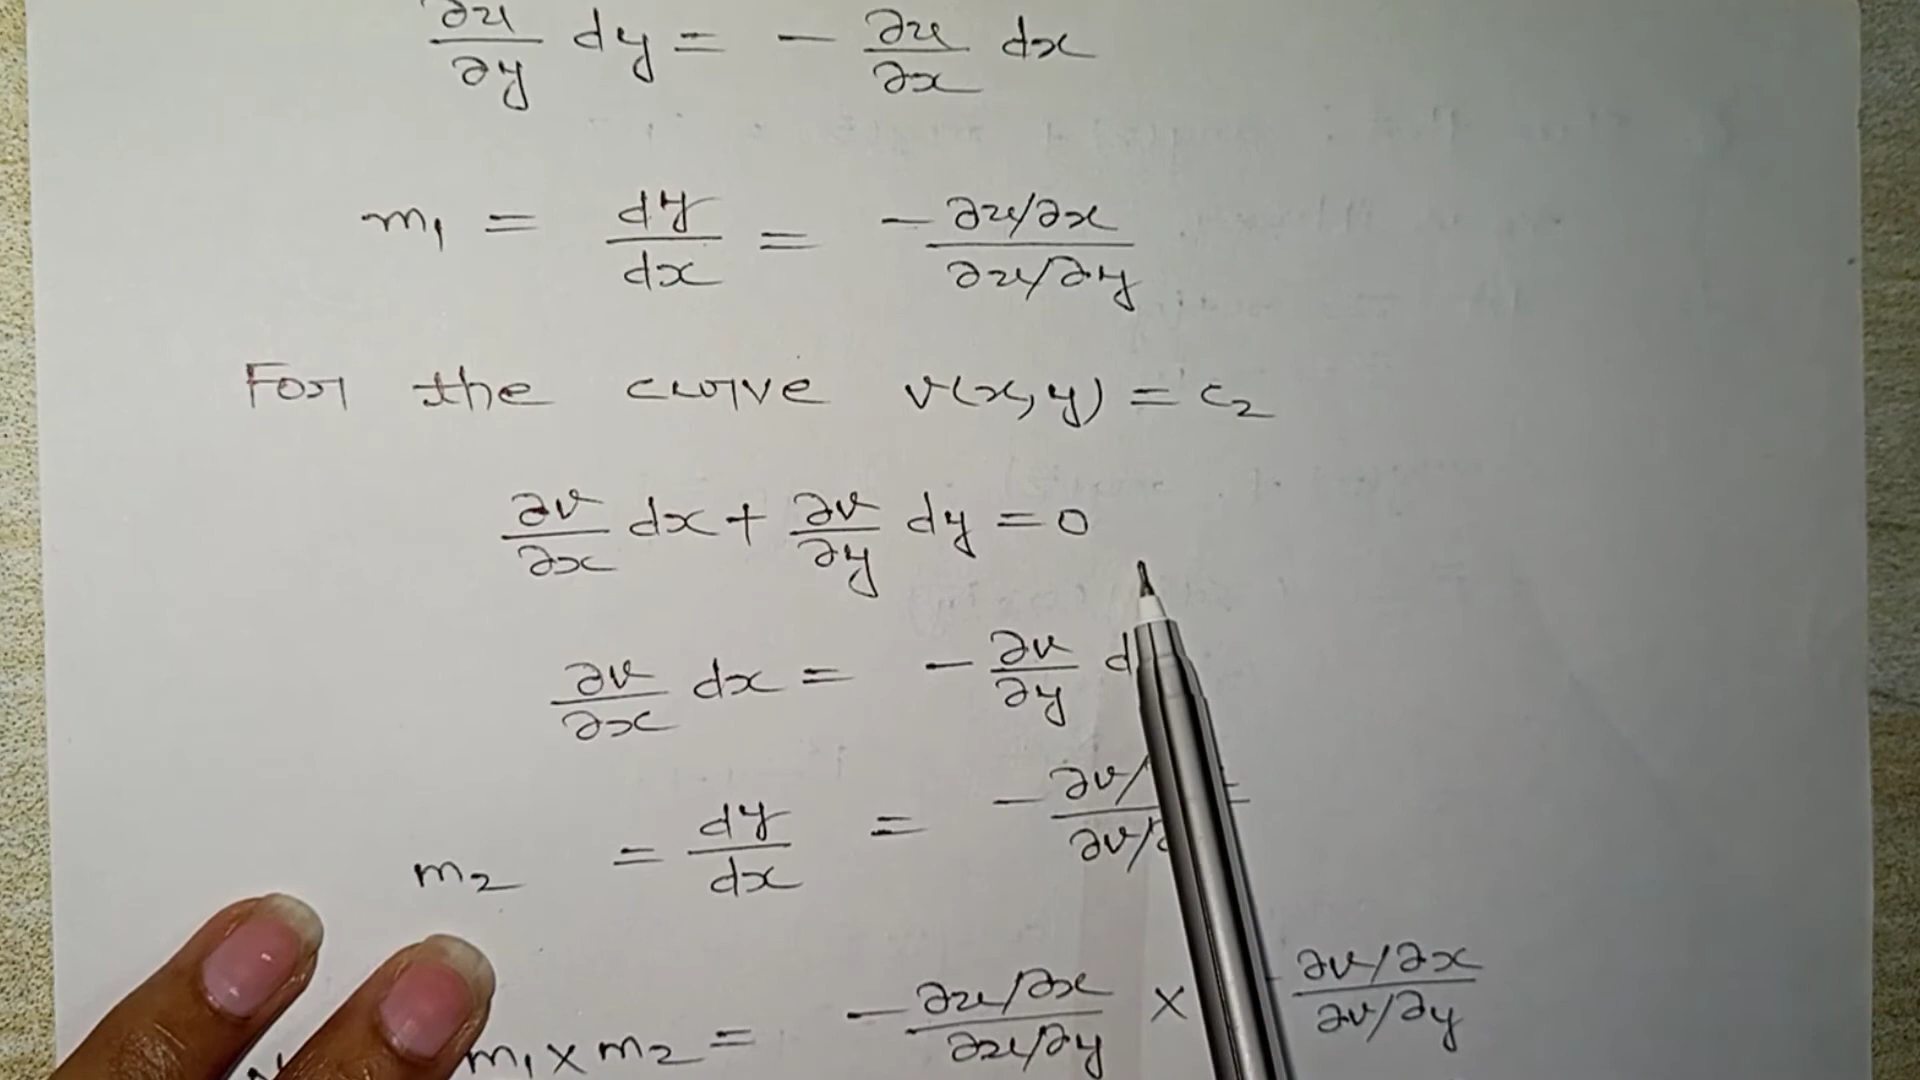 ∂u/∂y dy = - ∂u/∂x dx
m₁ = dy/dx = - (∂u/∂x)/(∂u/∂y)
For the curve v(x,y) = c₂
∂v/∂x dx + ∂v/∂y dy = 0
∂v/∂x dx = - ∂v/∂y d
m₂ = dy/dx = - ∂v/ ∂v/∂
m₁ x m₂ = - (∂u/∂x)/(∂u/∂y) x (∂v/∂x)/(∂v/∂y)